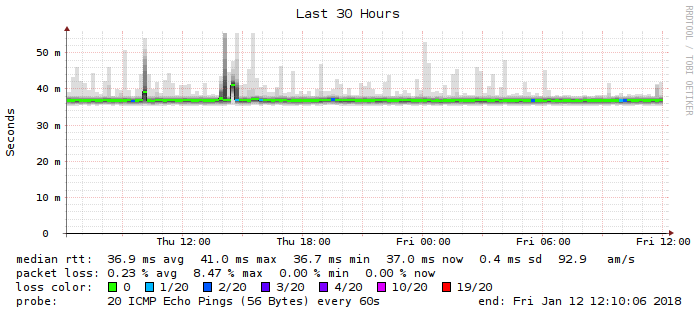 Last 30 Hours
RRDTOOL / TOBI OETIKER
Seconds
50 m
40 m
30 m
20 m
10 m
0
Thu 12:00 Thu 18:00 Fri 00:00 Fri 06:00 Fri 12:00
median rtt: 36.9 ms avg 41.0 ms max 36.7 ms min 37.0 ms now 0.4 ms sd 92.9 am/s
packet loss: 0.23 % avg 8.47 % max 0.00 % min 0.00 % now
loss color: 0 1/20 2/20 3/20 4/20 10/20 19/20
probe: 20 ICMP Echo Pings (56 Bytes) every 60s end: Fri Jan 12 12:10:06 2018